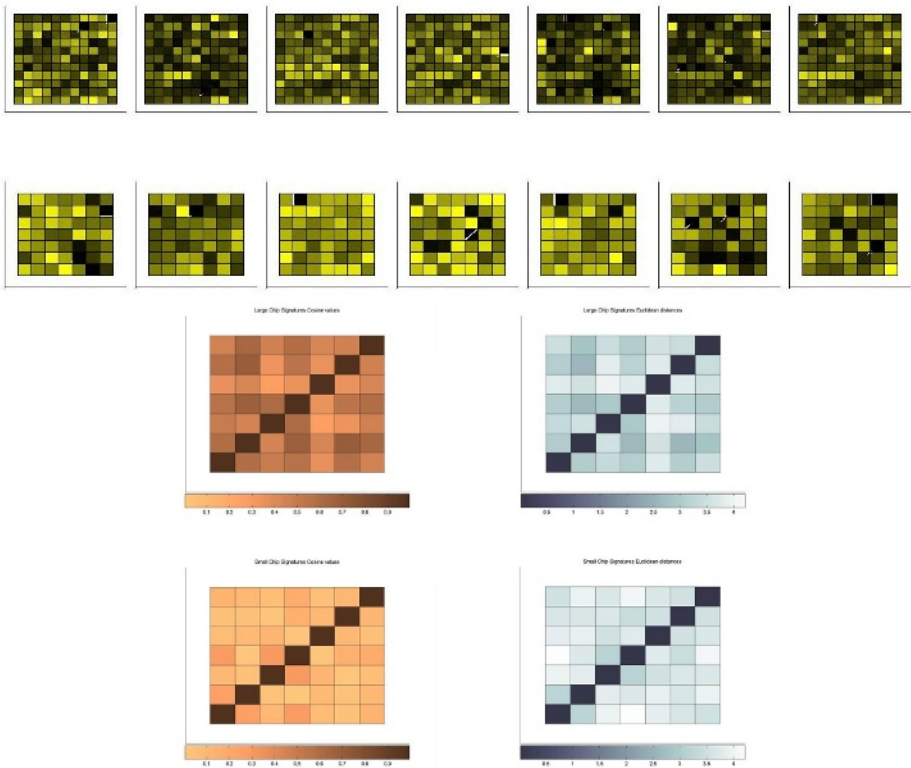 Large Chip Signatures Cosine values
Large Chip Signatures Euclidean distances
0.1 0.2 0.3 0.4 0.5 0.6 0.7 0.8 0.9
0.5 1 1.5 2 2.5 3 3.5 4
Small Chip Signatures Cosine values
Small Chip Signatures Euclidean distances
0.1 0.2 0.3 0.4 0.5 0.6 0.7 0.8 0.9
0.5 1 1.5 2 2.5 3 3.5 4